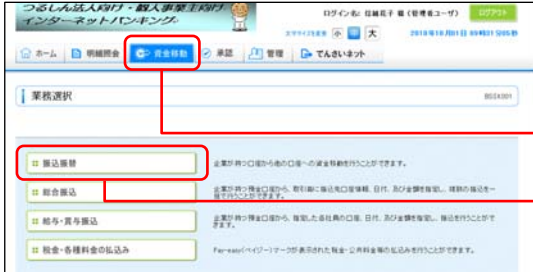 つるしん法人向け・個人事業主向け
インターネットバンキング
ログイン名: 信越花子 様 (管理者ユーザ)
ログアウト
文字サイズ変更 小 中 大
2018年10月01日 09時31分05秒
ホーム 明細照会 資金移動 承認 管理 でんさいネット
業務選択
BSSK001
振込振替
企業が持つ口座から他の口座への資金移動を行うことができます。
総合振込
企業が持つ預金口座から、取引毎に振込先口座情報、日付、及び金額を指定し、複数の振込を一
括で行うことができます。
給与・賞与振込
企業が持つ預金口座から、指定した各社員の口座、日付、及び金額を指定し、振込を行うことがで
きます。
税金・各種料金の払込み
Pay-easy(ペイジー)マークが表示された税金・公共料金等の払込みを行うことができます。